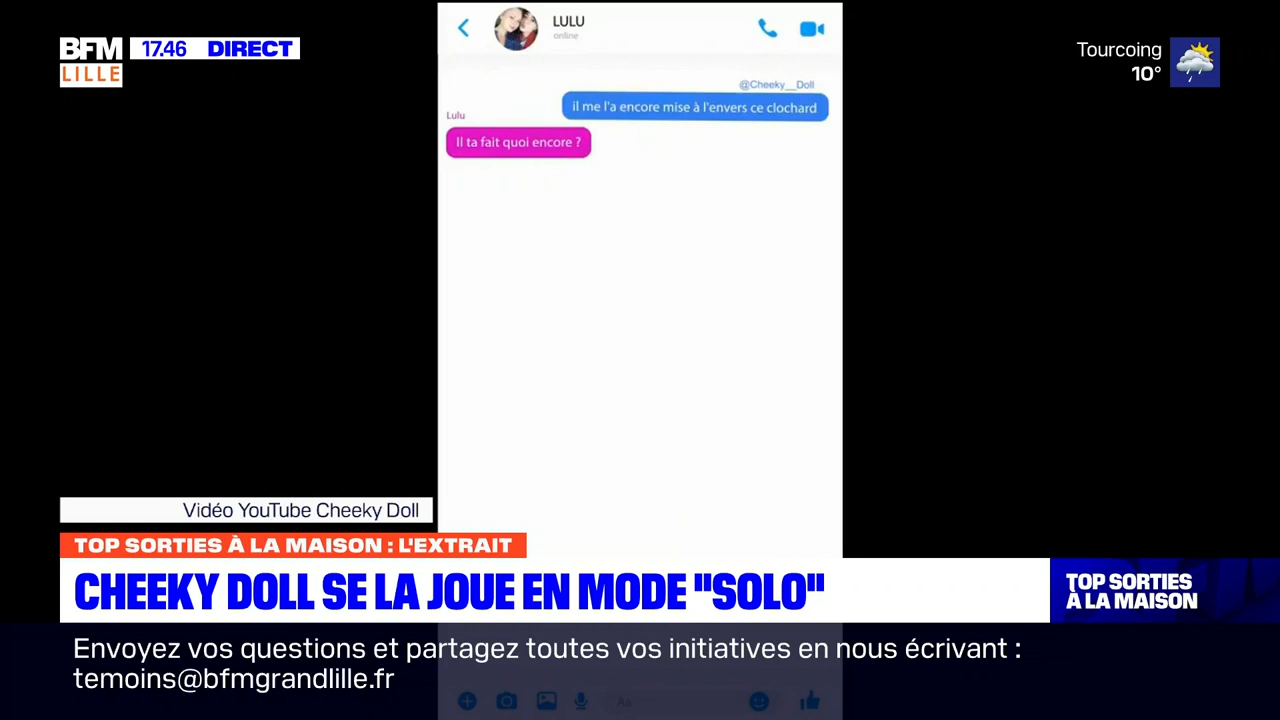 BFM
LILLE
17.46 DIRECT
Tourcoing
10°
LULU
online
@Cheeky__Doll
il me l'a encore mise à l'envers ce clochard
Lulu
Il ta fait quoi encore ?
Vidéo YouTube Cheeky Doll
TOP SORTIES À LA MAISON : L'EXTRAIT
CHEEKY DOLL SE LA JOUE EN MODE "SOLO"
TOP SORTIES
À LA MAISON
Envoyez vos questions et partagez toutes vos initiatives en nous écrivant :
temoins@bfmgrandlille.fr
Aa